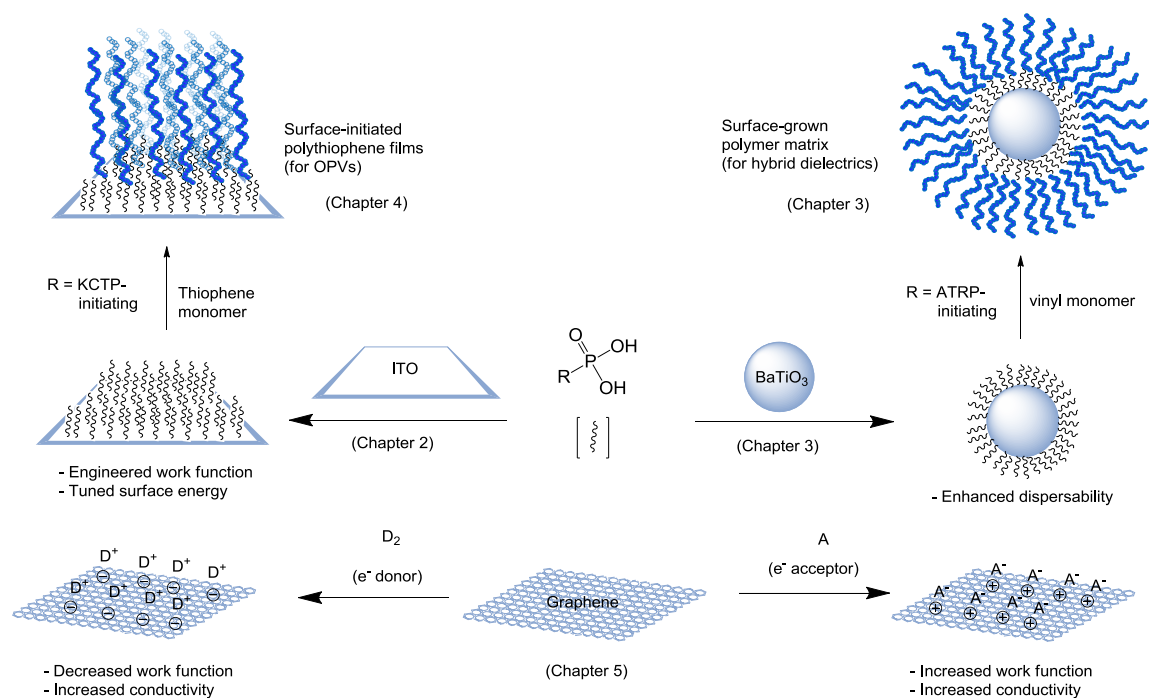 Surface-initiated
polythiophene films
(for OPVs)
(Chapter 4)
Surface-grown
polymer matrix
(for hybrid dielectrics)
(Chapter 3)
R = KCTP-
initiating
Thiophene
monomer
R = ATRP-
initiating
vinyl monomer
ITO
(Chapter 2)
O
P
OH
R
OH
BaTiO₃
(Chapter 3)
- Engineered work function
- Tuned surface energy
- Enhanced dispersability
D⁺ D⁺ D⁺ D⁺
D⁺ D⁺ D⁺
D₂
(e⁻ donor)
Graphene
(Chapter 5)
A
(e⁻ acceptor)
A⁻ A⁻ A⁻ A⁻
A⁻ A⁻ A⁻ A⁻
- Decreased work function
- Increased conductivity
- Increased work function
- Increased conductivity